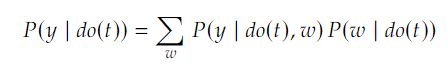 P(y | do(t)) = ∑_w P(y | do(t), w) P(w | do(t))